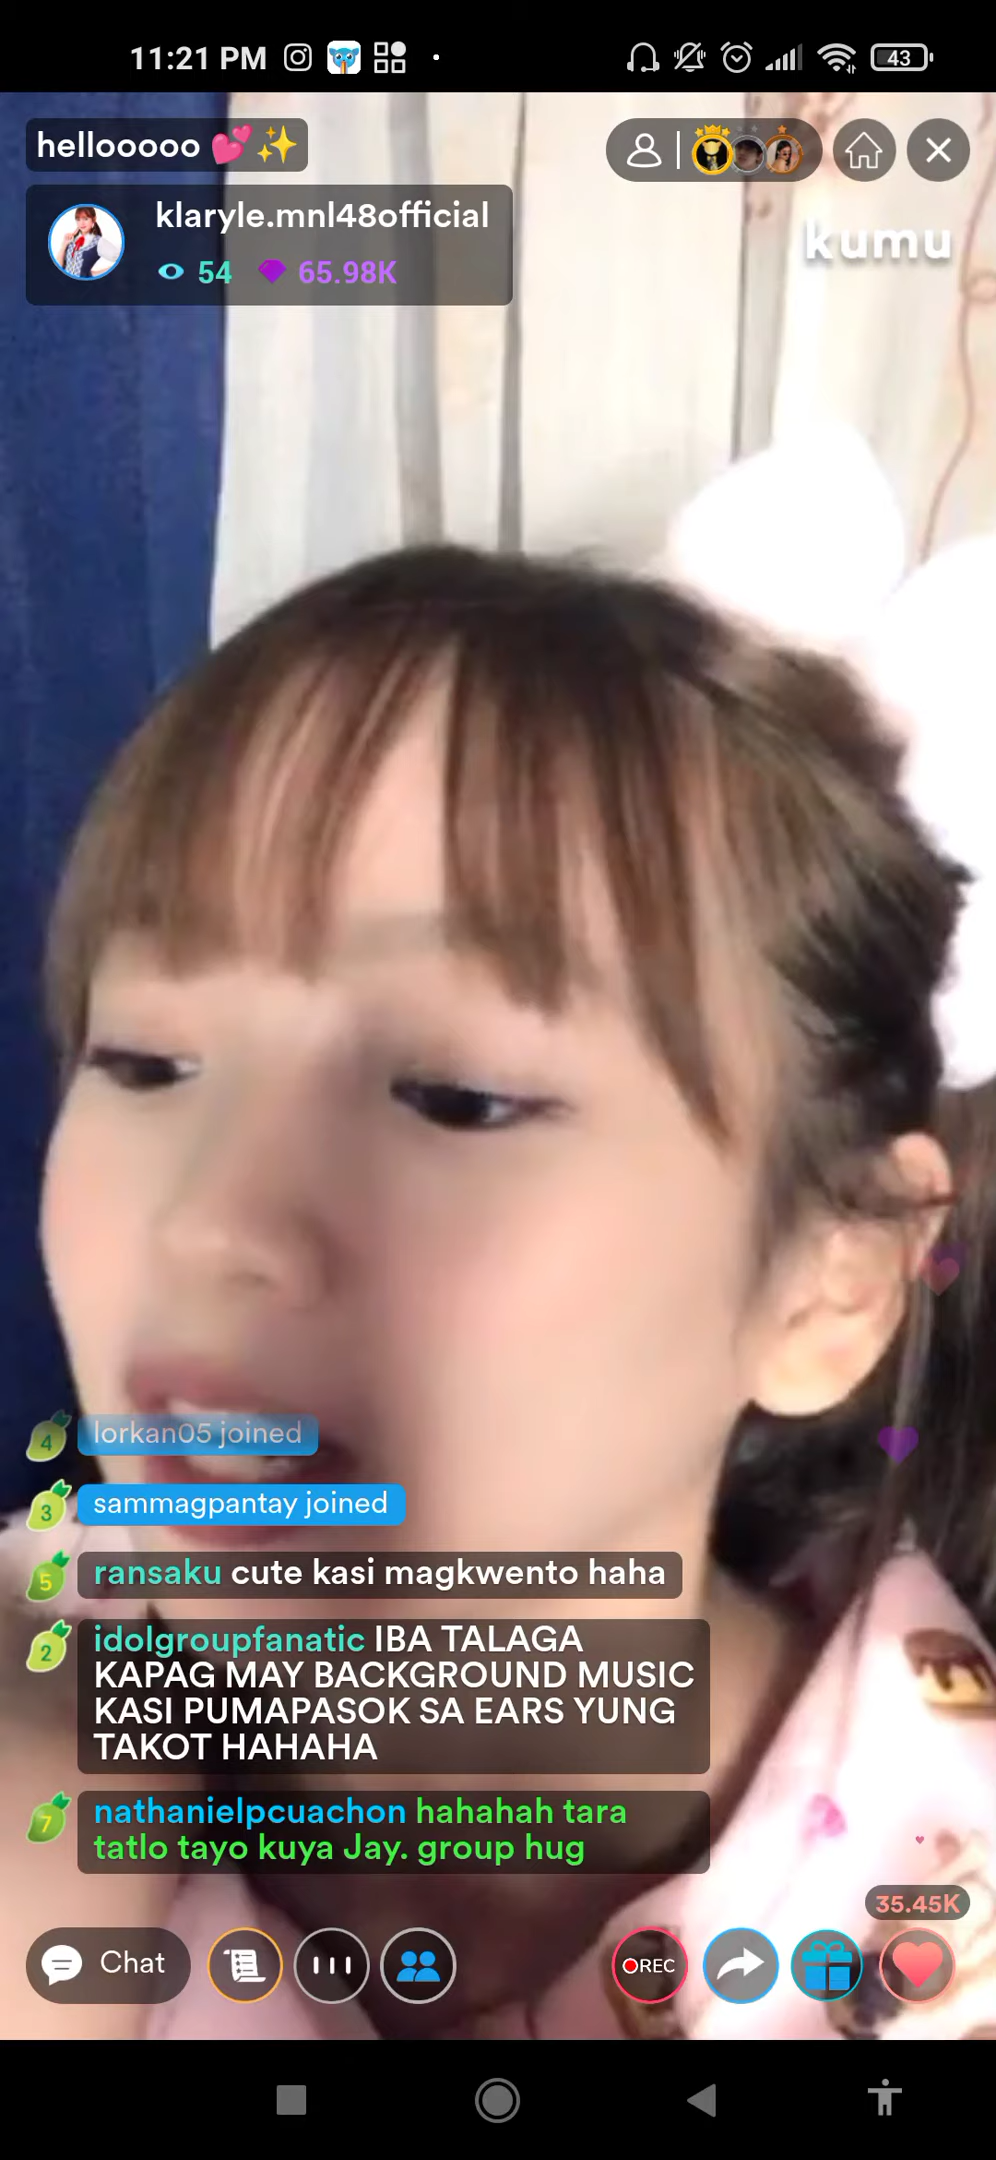 11:21 PM
43
hellooooo 💕✨
klaryle.mnl48official
54 65.98K
kumu
4 lorkan05 joined
3 sammagpantay joined
5 ransaku cute kasi magkwento haha
2 idolgroupfanatic IBA TALAGA
KAPAG MAY BACKGROUND MUSIC
KASI PUMAPASOK SA EARS YUNG
TAKOT HAHAHA
7 nathanielpcuachon hahahah tara
tatlo tayo kuya Jay. group hug
35.45K
Chat
REC